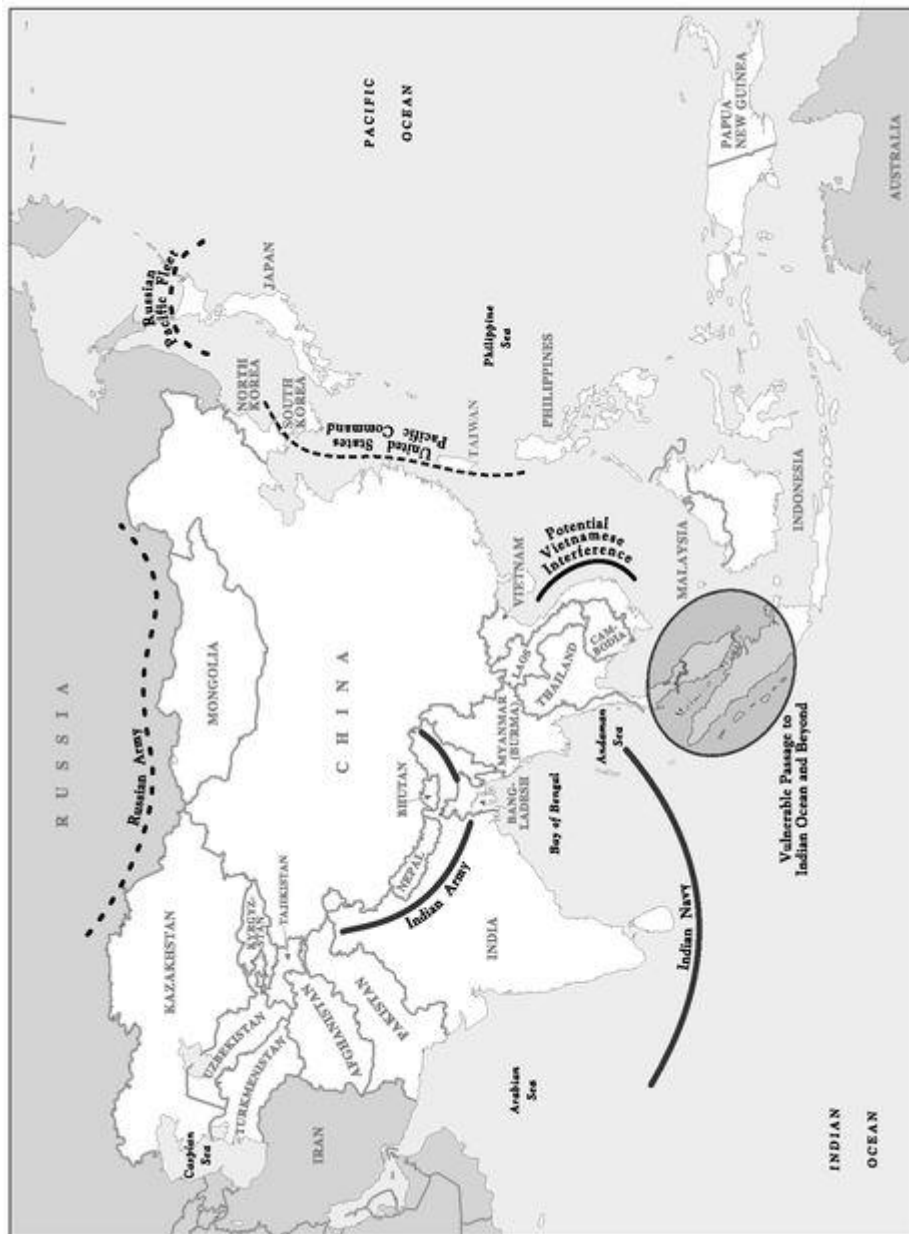 RUSSIA
Russian Army
Russian
Pacific Fleet
KAZAKHSTAN
MONGOLIA
Caspian
Sea
UZBEKISTAN
KYRGYZ-
STAN
TURKMENISTAN
TAJIKISTAN
CHINA
NORTH
KOREA
SOUTH
KOREA
JAPAN
PACIFIC
OCEAN
United States
Pacific Command
IRAN
AFGHANISTAN
PAKISTAN
NEPAL
BHUTAN
Indian Army
INDIA
BANG-
LADESH
MYANMAR
(BURMA)
LAOS
THAILAND
VIETNAM
CAM-
BODIA
TAIWAN
Philippine
Sea
PHILIPPINES
Potential
Vietnamese
Interference
Arabian
Sea
Bay of Bengal
Andaman
Sea
Indian Navy
MALAYSIA
INDONESIA
PAPUA
NEW GUINEA
Vulnerable Passage to
Indian Ocean and Beyond
INDIAN
OCEAN
AUSTRALIA